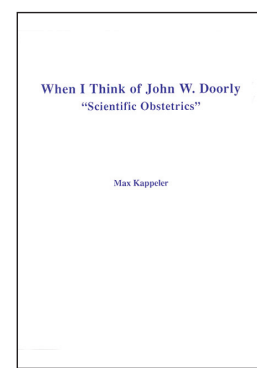 When I Think of John W. Doorly
“Scientific Obstetrics”
Max Kappeler